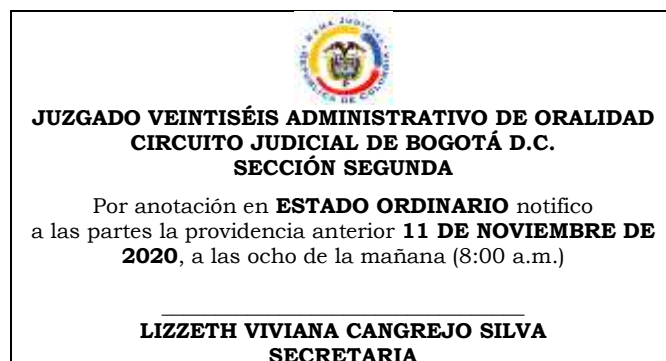 JUZGADO VEINTISÉIS ADMINISTRATIVO DE ORALIDAD
CIRCUITO JUDICIAL DE BOGOTÁ D.C.
SECCIÓN SEGUNDA
Por anotación en ESTADO ORDINARIO notifico
a las partes la providencia anterior 11 DE NOVIEMBRE DE
2020, a las ocho de la mañana (8:00 a.m.)
LIZZETH VIVIANA CANGREJO SILVA
SECRETARIA